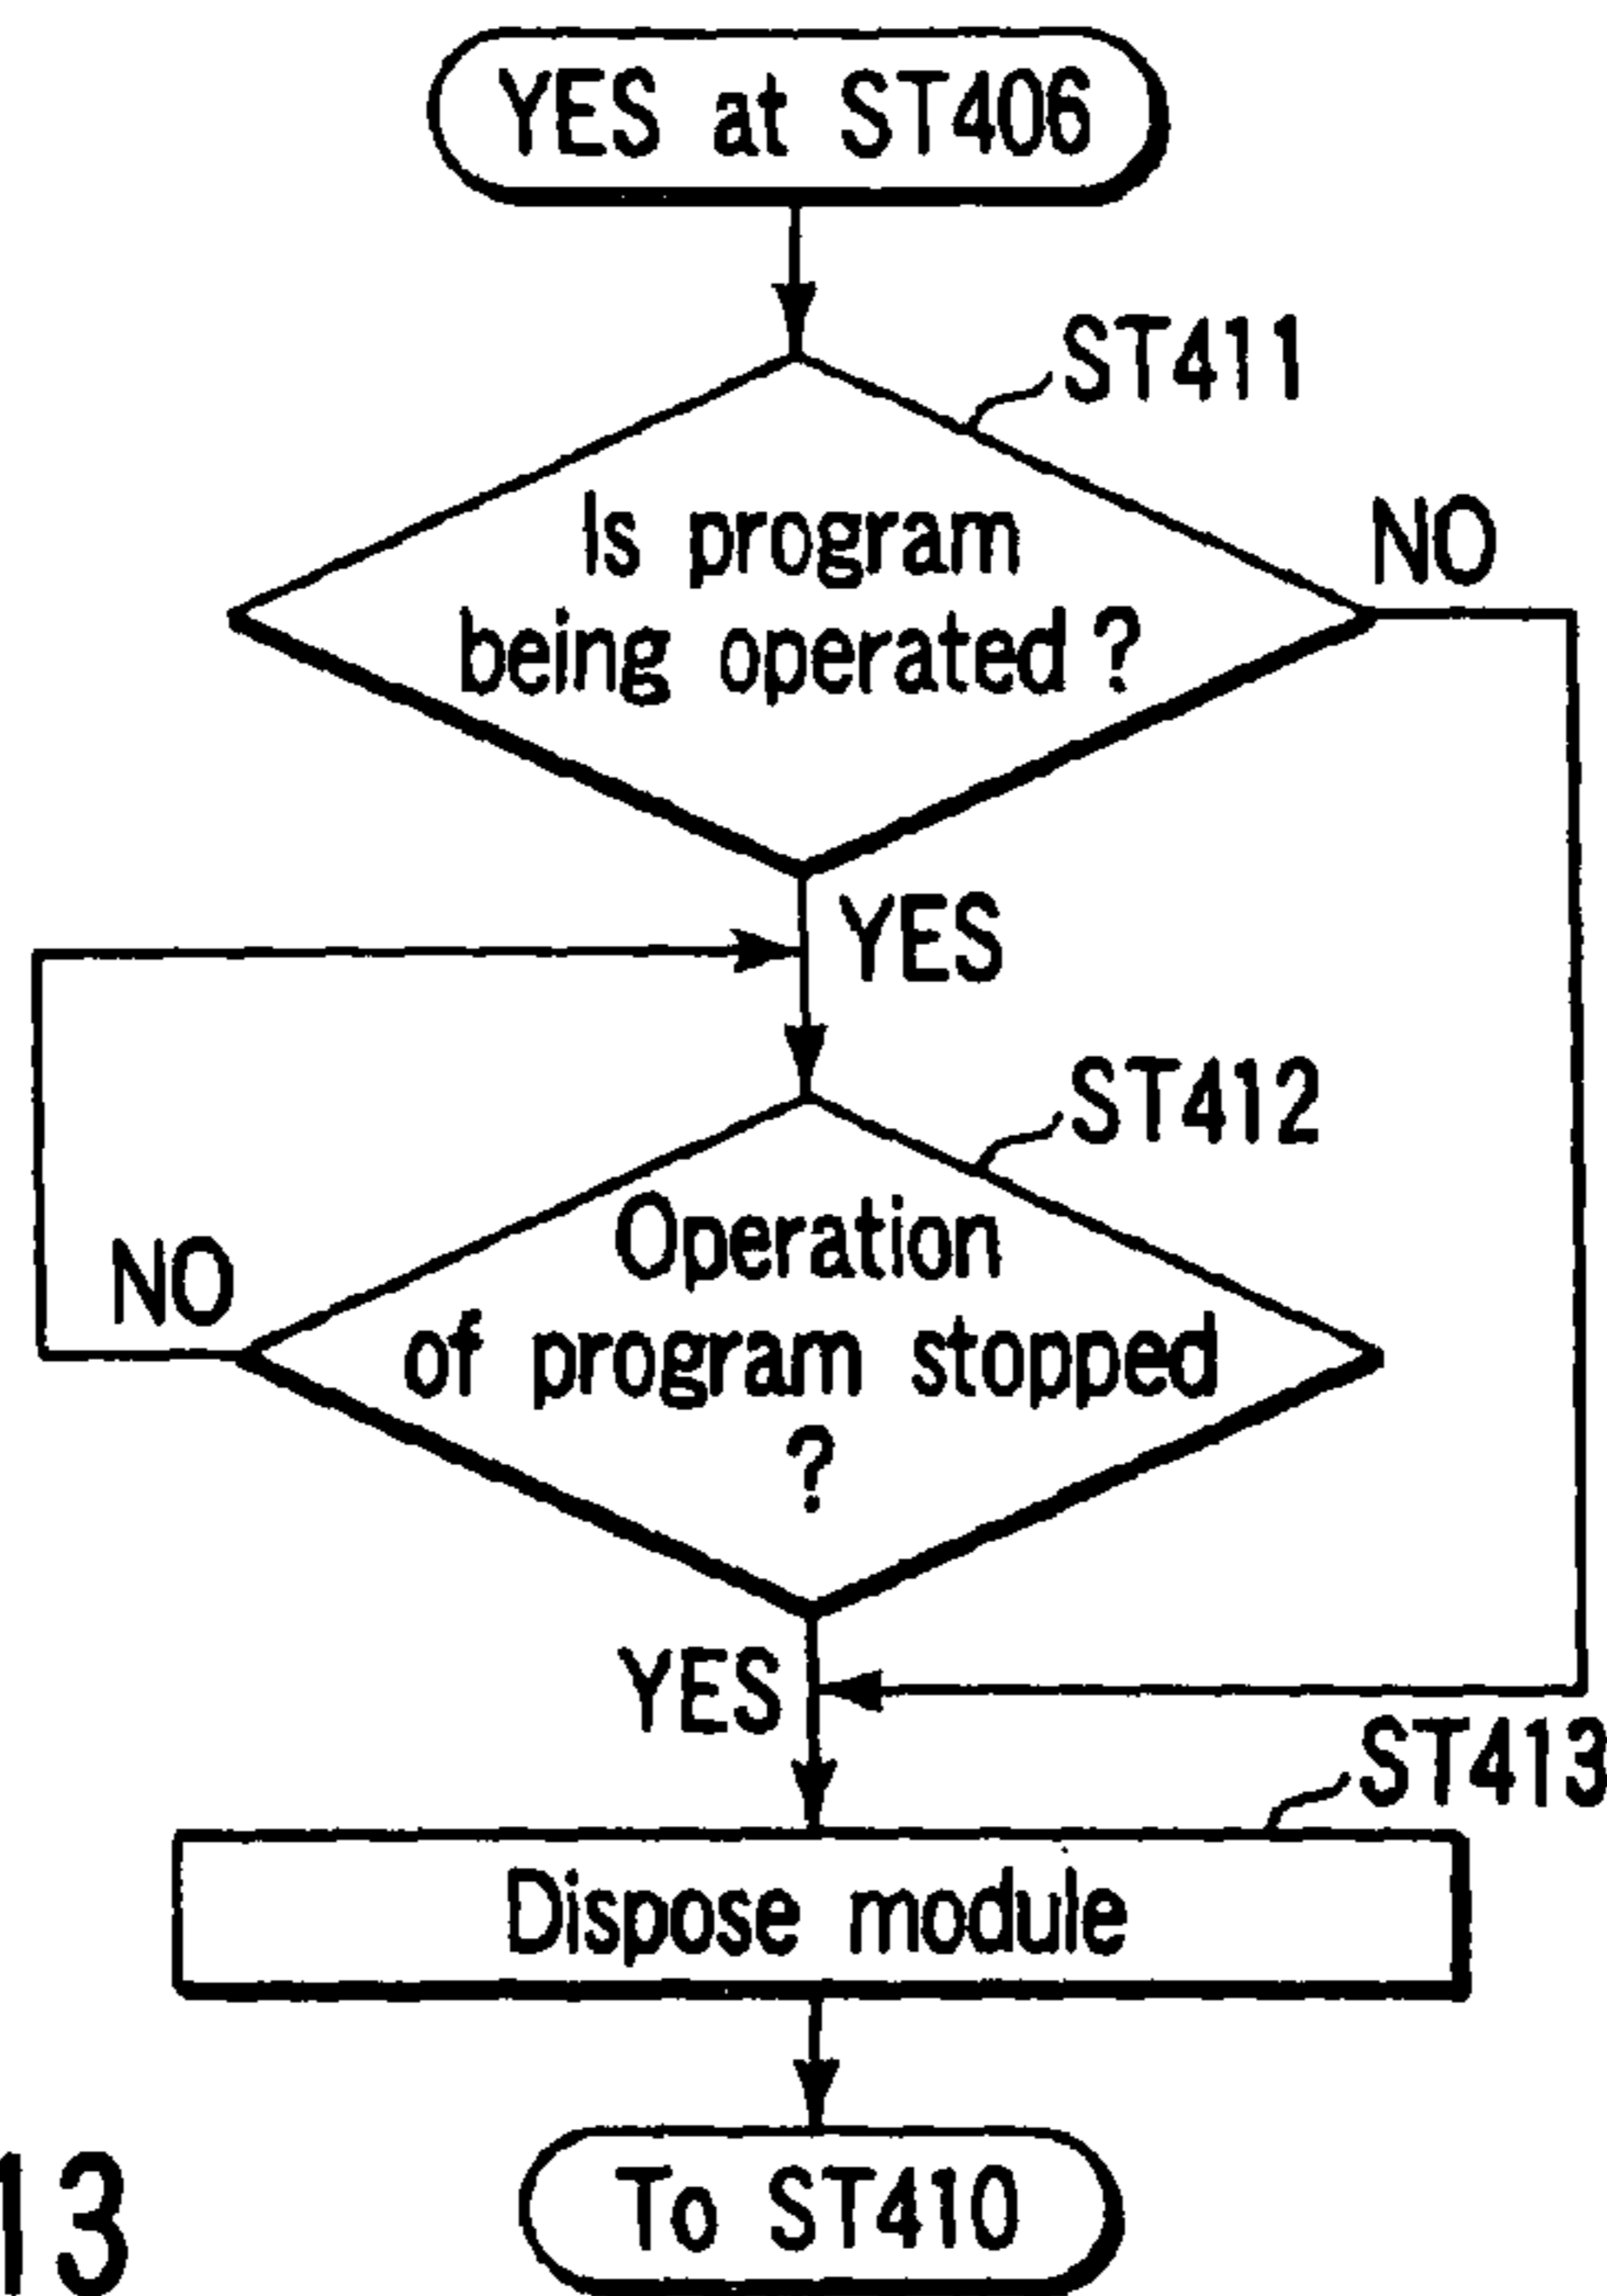 YES at ST406
ST411
Is program
being operated ?
NO
YES
ST412
Operation
of program stopped
?
NO
YES
ST413
Dispose module
To ST410
13